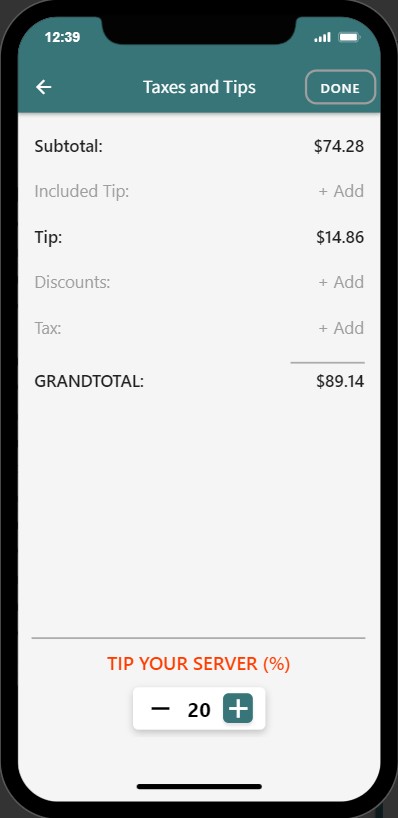 12:39
Taxes and Tips DONE
Subtotal: $74.28
Included Tip: + Add
Tip: $14.86
Discounts: + Add
Tax: + Add
GRANDTOTAL: $89.14
TIP YOUR SERVER (%)
− 20 +